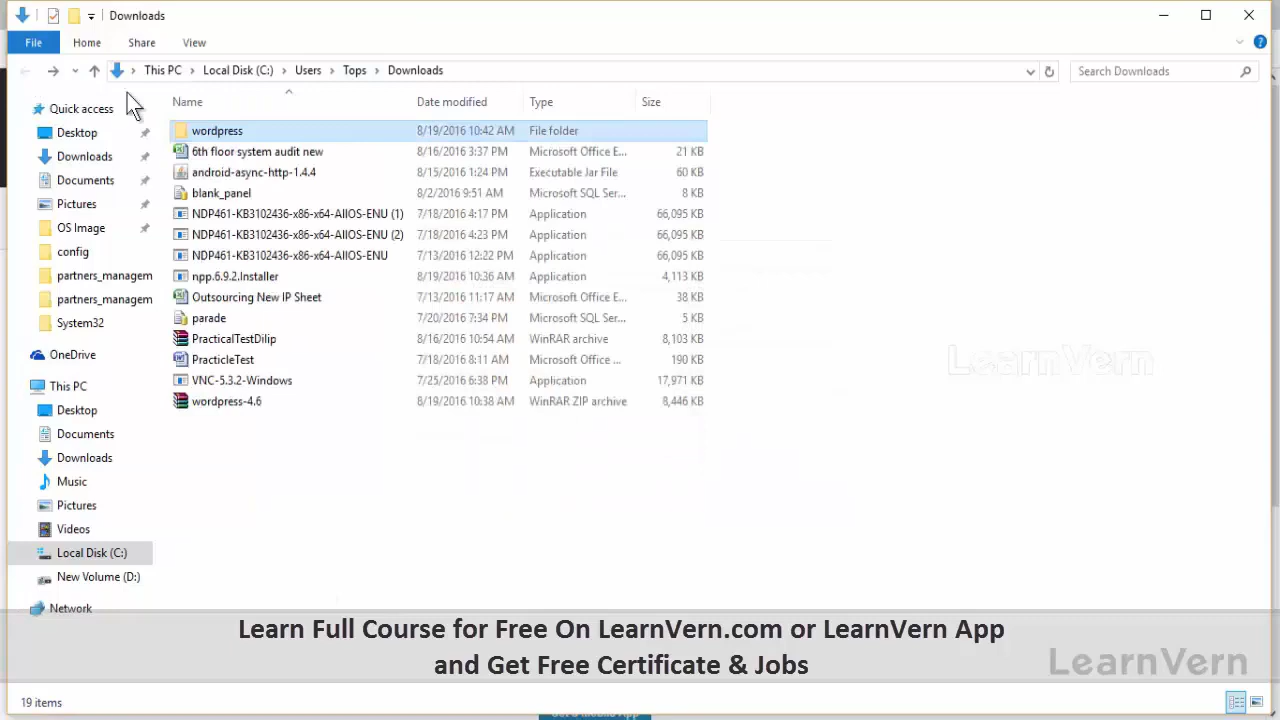 Downloads
File Home Share View
This PC Local Disk (C:) Users Tops Downloads Search Downloads
Quick access
Desktop
Downloads
Documents
Pictures
OS Image
config
partners_managem
partners_managem
System32
OneDrive
This PC
Desktop
Documents
Downloads
Music
Pictures
Videos
Local Disk (C:)
New Volume (D:)
Network
Name Date modified Type Size
wordpress 8/19/2016 10:42 AM File folder
6th floor system audit new 8/16/2016 3:37 PM Microsoft Office E... 21 KB
android-async-http-1.4.4 8/15/2016 1:24 PM Executable Jar File 60 KB
blank_panel 8/2/2016 9:51 AM Microsoft SQL Ser... 8 KB
NDP461-KB3102436-x86-x64-AllOS-ENU (1) 7/18/2016 4:17 PM Application 66,095 KB
NDP461-KB3102436-x86-x64-AllOS-ENU (2) 7/18/2016 4:23 PM Application 66,095 KB
NDP461-KB3102436-x86-x64-AllOS-ENU 7/13/2016 12:22 PM Application 66,095 KB
npp.6.9.2.Installer 8/19/2016 10:36 AM Application 4,113 KB
Outsourcing New IP Sheet 7/13/2016 11:17 AM Microsoft Office E... 38 KB
parade 7/20/2016 7:34 PM Microsoft SQL Ser... 5 KB
PracticalTestDilip 8/16/2016 10:54 AM WinRAR archive 8,103 KB
PracticleTest 7/18/2016 8:11 AM Microsoft Office ... 190 KB
VNC-5.3.2-Windows 7/25/2016 6:38 PM Application 17,971 KB
wordpress-4.6 8/19/2016 10:38 AM WinRAR ZIP archive 8,446 KB
LearnVern
Learn Full Course for Free On LearnVern.com or LearnVern App
and Get Free Certificate & Jobs
LearnVern
19 items